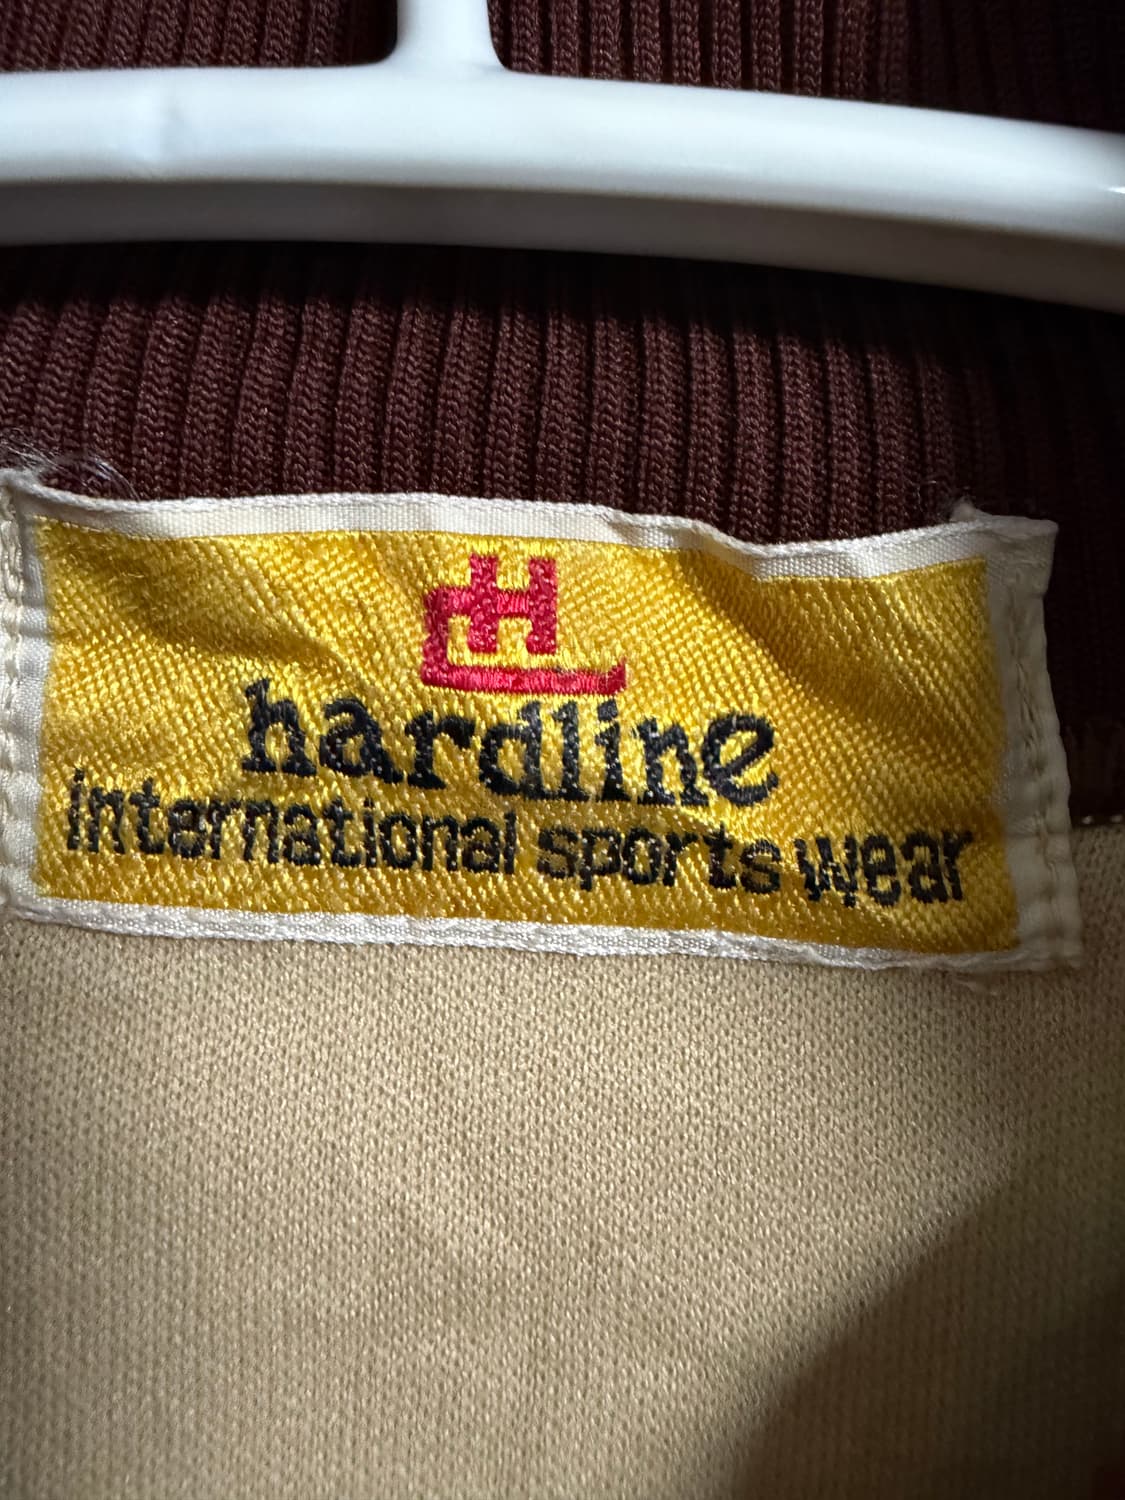 H
hardline
international sports wear